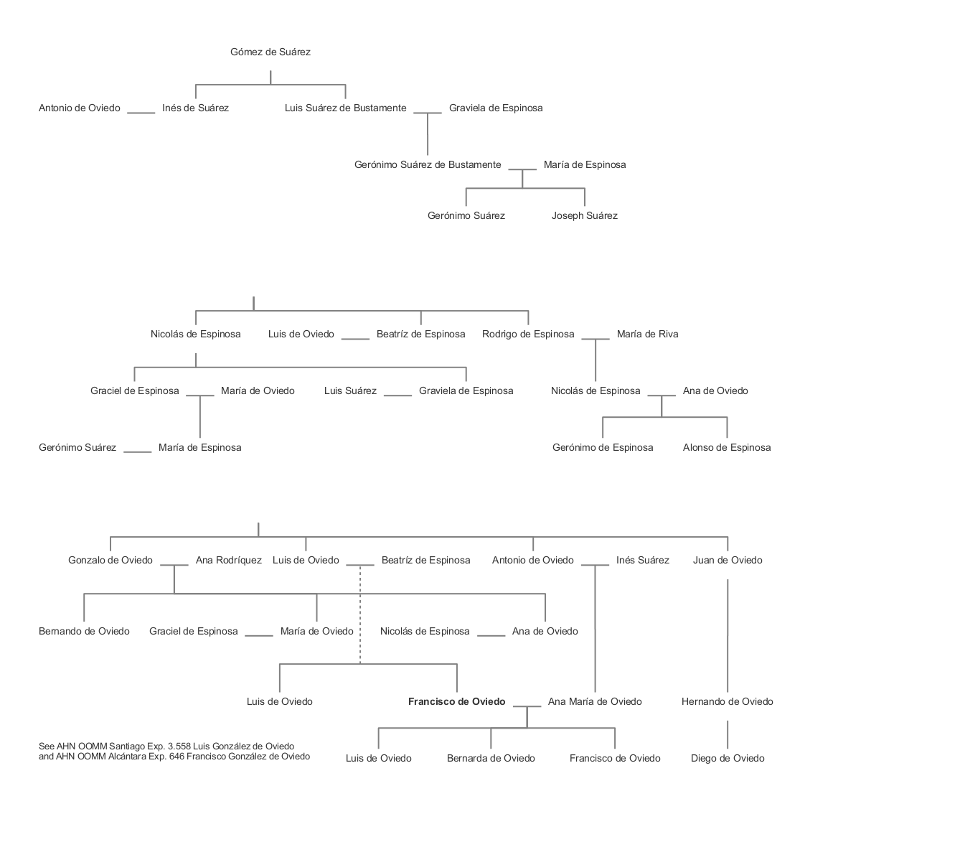 Gómez de Suárez
Antonio de Oviedo Inés de Suárez Luis Suárez de Bustamente Graviela de Espinosa
Gerónimo Suárez de Bustamente María de Espinosa
Gerónimo Suárez Joseph Suárez
Nicolás de Espinosa Luis de Oviedo Beatríz de Espinosa Rodrigo de Espinosa María de Riva
Graciel de Espinosa María de Oviedo Luis Suárez Graviela de Espinosa Nicolás de Espinosa Ana de Oviedo
Gerónimo Suárez María de Espinosa Gerónimo de Espinosa Alonso de Espinosa
Gonzalo de Oviedo Ana Rodríquez Luis de Oviedo Beatríz de Espinosa Antonio de Oviedo Inés Suárez Juan de Oviedo
Bernando de Oviedo Graciel de Espinosa María de Oviedo Nicolás de Espinosa Ana de Oviedo
Luis de Oviedo Francisco de Oviedo Ana María de Oviedo Hernando de Oviedo
See AHN OOMM Santiago Exp. 3.558 Luis González de Oviedo
and AHN OOMM Alcántara Exp. 646 Francisco González de Oviedo
Luis de Oviedo Bernarda de Oviedo Francisco de Oviedo Diego de Oviedo